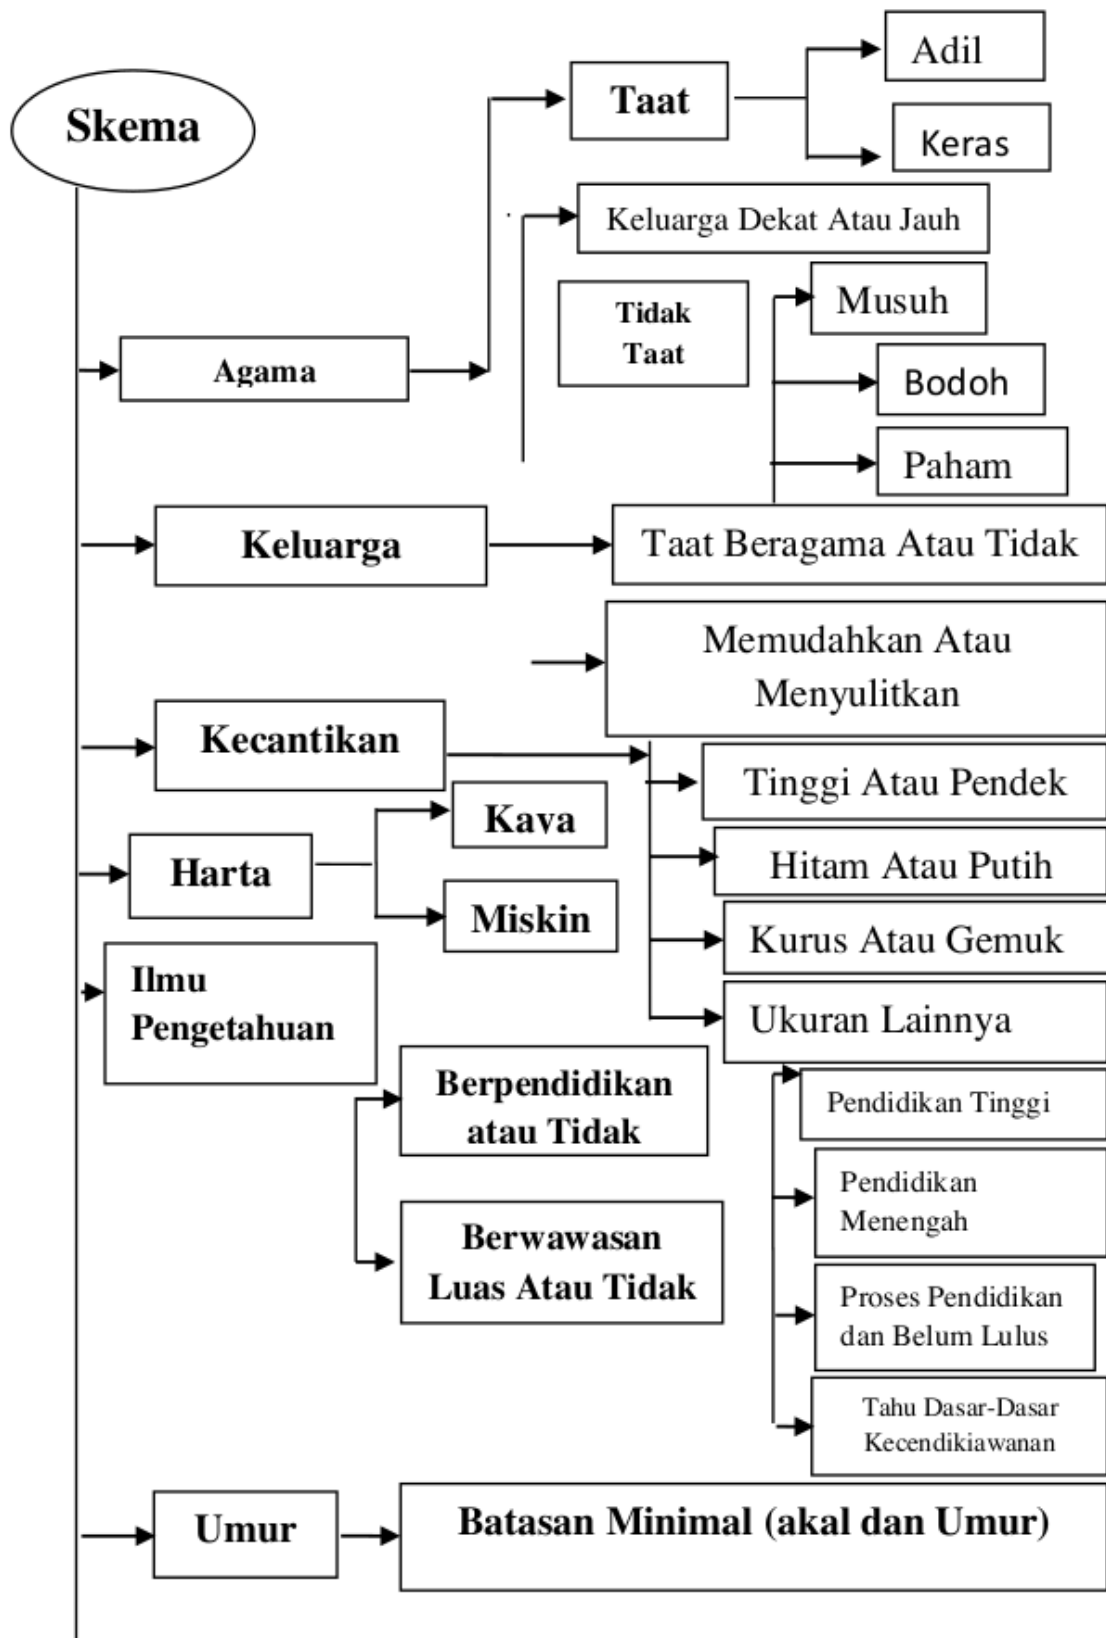 Skema
Taat
Adil
Keras
Keluarga Dekat Atau Jauh
Tidak
Taat
Musuh
Bodoh
Paham
Agama
Keluarga
Taat Beragama Atau Tidak
Memudahkan Atau
Menyulitkan
Kecantikan
Tinggi Atau Pendek
Kaya
Harta
Hitam Atau Putih
Miskin
Kurus Atau Gemuk
Ilmu
Pengetahuan
Ukuran Lainnya
Berpendidikan
atau Tidak
Pendidikan Tinggi
Pendidikan
Menengah
Berwawasan
Luas Atau Tidak
Proses Pendidikan
dan Belum Lulus
Tahu Dasar-Dasar
Kecendikiawanan
Umur
Batasan Minimal (akal dan Umur)